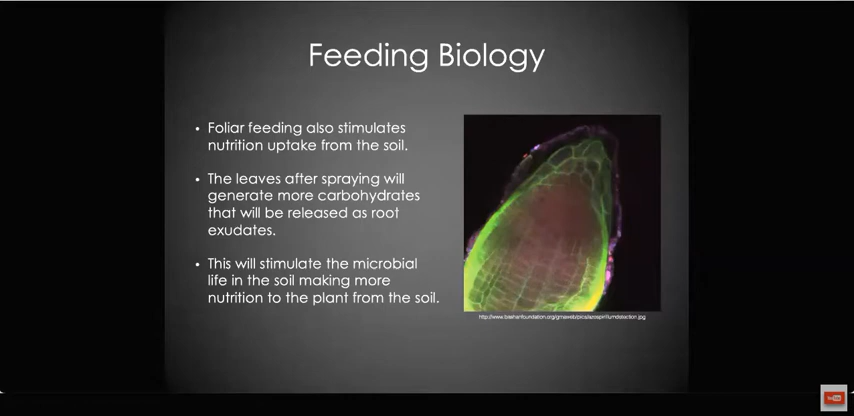 Feeding Biology
• Foliar feeding also stimulates
nutrition uptake from the soil.
• The leaves after spraying will
generate more carbohydrates
that will be released as root
exudates.
• This will stimulate the microbial
life in the soil making more
nutrition to the plant from the soil.